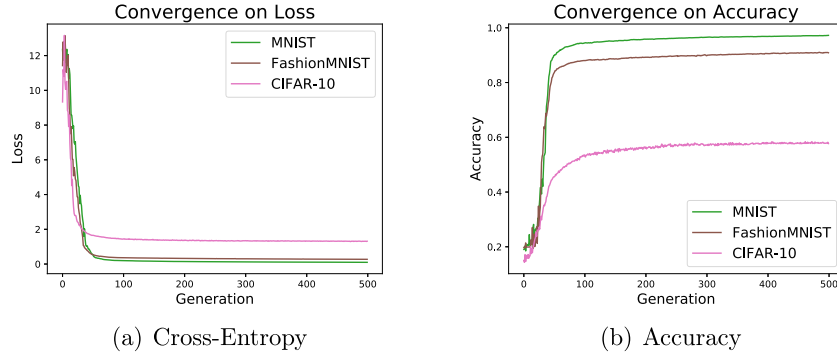 Convergence on Loss
12
10
8
6
4
2
0
Loss
MNIST
FashionMNIST
CIFAR-10
0 100 200 300 400 500
Generation
(a) Cross-Entropy
Convergence on Accuracy
1.0
0.8
0.6
0.4
0.2
Accuracy
MNIST
FashionMNIST
CIFAR-10
0 100 200 300 400 500
Generation
(b) Accuracy